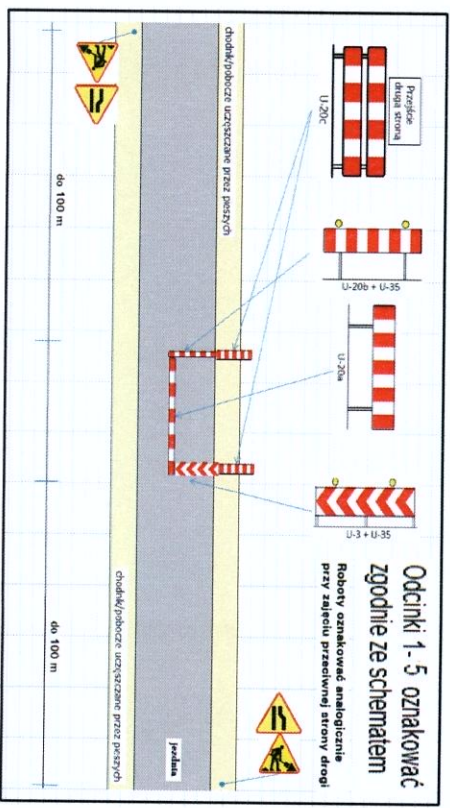 Odcinki 1- 5 oznakować
zgodnie ze schematem
Roboty oznakować analogicznie
przy zajęciu przeciwnej strony drogi
Przejście
drugą stroną
U-20c
U-20b + U-35
U-20a
U-3 + U-35
chodnik/pobocze uczęszczane przez pieszych
jezdnia
chodnik/pobocze uczęszczane przez pieszych
do 100 m
do 100 m